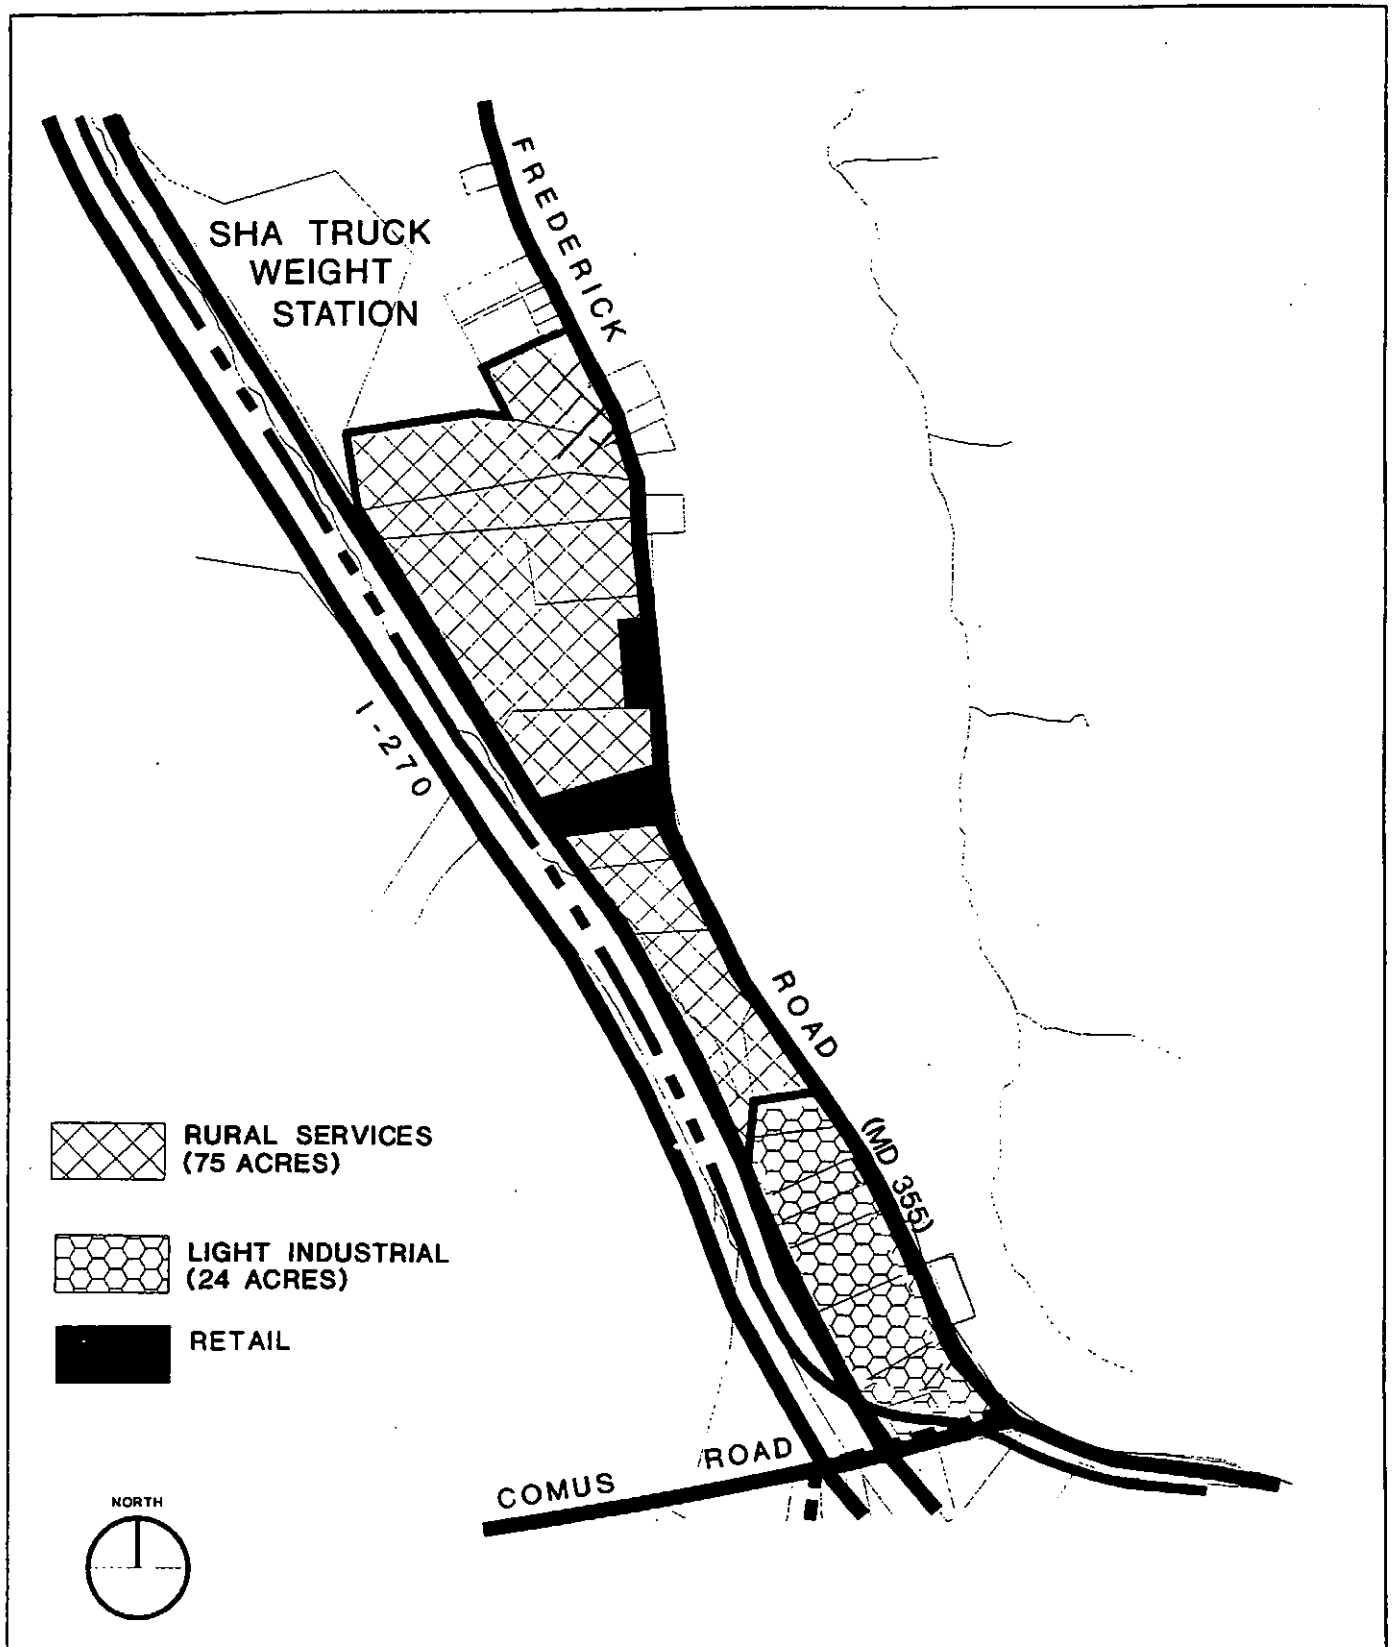 SHA TRUCK
WEIGHT
STATION
FREDERICK
I-270
ROAD
(MD 355)
RURAL SERVICES
(75 ACRES)
LIGHT INDUSTRIAL
(24 ACRES)
RETAIL
COMUS ROAD
NORTH